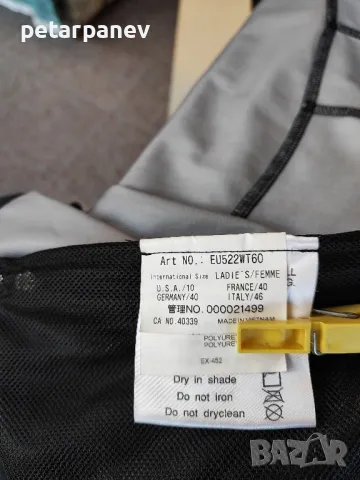 petarpanev
Art NO.: EU522WT60
International Size LADIE'S/FEMME
U.S.A./10 FRANCE/40
GERMANY/40 ITALY/46
管理NO. 000021499
CA NO.40339 MADE IN VIETNAM
POLYURET
POLYURE
EX-452
Dry in shade
Do not iron
Do not dryclean
BAZAR